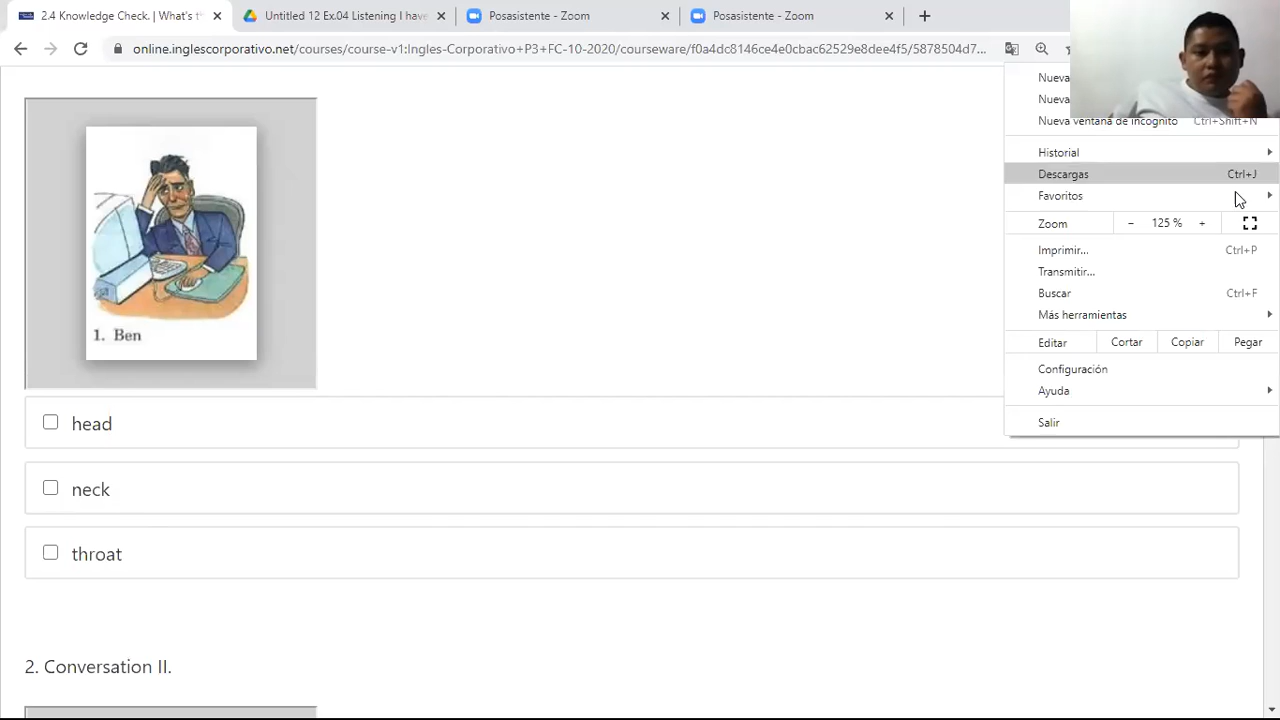 2.4 Knowledge Check. | What's t
Untitled 12 Ex.04 Listening I have
Posasistente - Zoom
Posasistente - Zoom
online.inglescorporativo.net/courses/course-v1:Ingles-Corporativo+P3+FC-10-2020/courseware/f0a4dc8146ce4e0cbac62529e8dee4f5/5878504d7...
Nueva
Nueva
Nueva ventana de incógnito Ctrl+Shift+N
Historial
Descargas Ctrl+J
Favoritos
Zoom − 125 % +
Imprimir... Ctrl+P
Transmitir...
Buscar Ctrl+F
Más herramientas
Editar Cortar Copiar Pegar
Configuración
Ayuda
Salir
1. Ben
head
neck
throat
2. Conversation II.